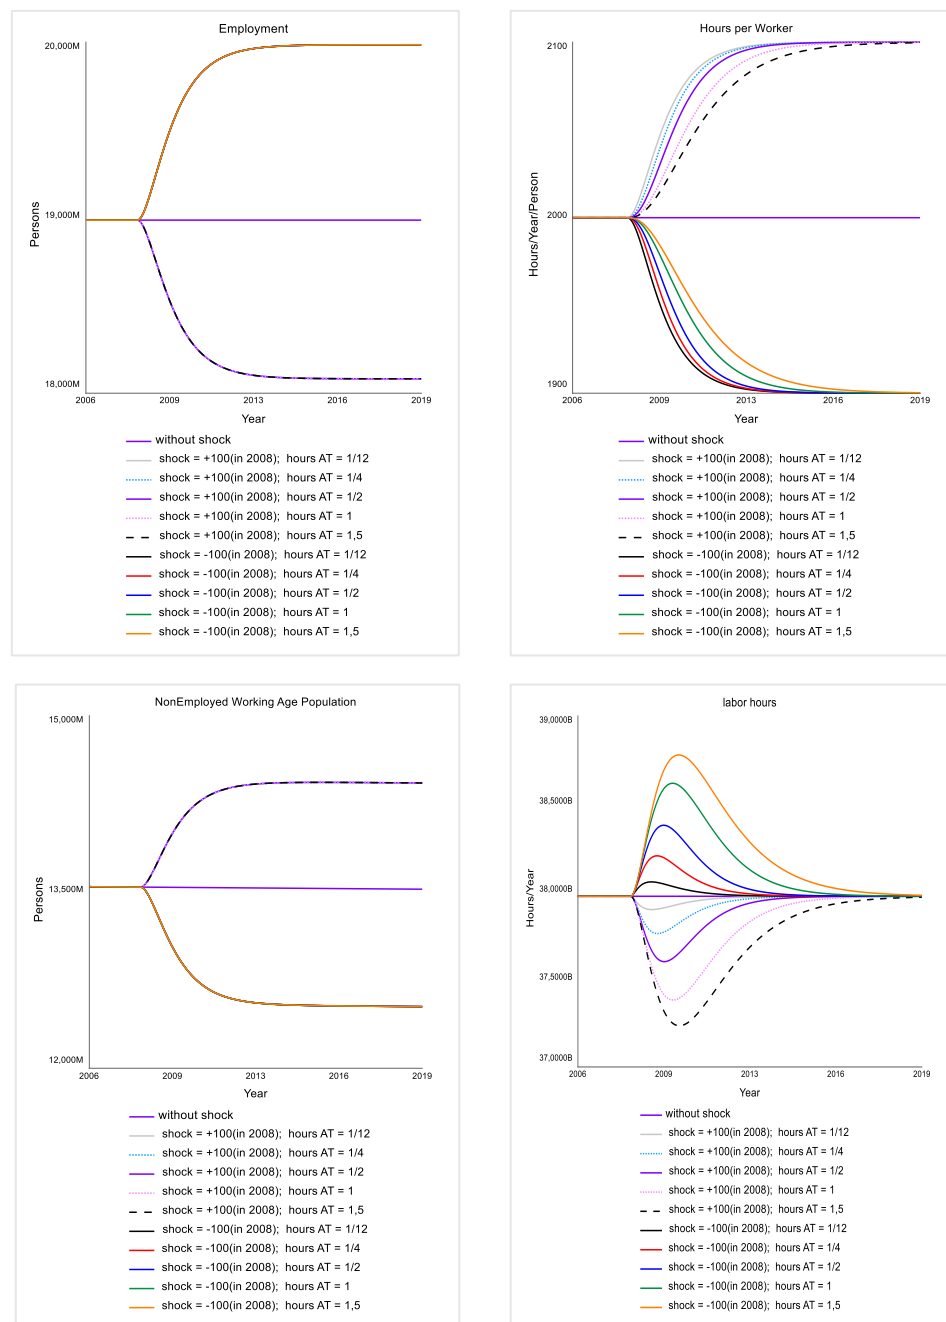 Employment
20,000M
19,000M
18,000M
Persons
2006
2009
2013
2016
2019
Year
without shock
shock = +100(in 2008);  hours AT = 1/12
shock = +100(in 2008);  hours AT = 1/4
shock = +100(in 2008);  hours AT = 1/2
shock = +100(in 2008);  hours AT = 1
shock = +100(in 2008);  hours AT = 1,5
shock = -100(in 2008);  hours AT = 1/12
shock = -100(in 2008);  hours AT = 1/4
shock = -100(in 2008);  hours AT = 1/2
shock = -100(in 2008);  hours AT = 1
shock = -100(in 2008);  hours AT = 1,5
Hours per Worker
2100
2000
1900
Hours/Year/Person
2006
2009
2013
2016
2019
Year
without shock
shock = +100(in 2008);  hours AT = 1/12
shock = +100(in 2008);  hours AT = 1/4
shock = +100(in 2008);  hours AT = 1/2
shock = +100(in 2008);  hours AT = 1
shock = +100(in 2008);  hours AT = 1,5
shock = -100(in 2008);  hours AT = 1/12
shock = -100(in 2008);  hours AT = 1/4
shock = -100(in 2008);  hours AT = 1/2
shock = -100(in 2008);  hours AT = 1
shock = -100(in 2008);  hours AT = 1,5
NonEmployed Working Age Population
15,000M
13,500M
12,000M
Persons
2006
2009
2013
2016
2019
Year
without shock
shock = +100(in 2008);  hours AT = 1/12
shock = +100(in 2008);  hours AT = 1/4
shock = +100(in 2008);  hours AT = 1/2
shock = +100(in 2008);  hours AT = 1
shock = +100(in 2008);  hours AT = 1,5
shock = -100(in 2008);  hours AT = 1/12
shock = -100(in 2008);  hours AT = 1/4
shock = -100(in 2008);  hours AT = 1/2
shock = -100(in 2008);  hours AT = 1
shock = -100(in 2008);  hours AT = 1,5
labor hours
39,0000B
38,5000B
38,0000B
37,5000B
37,0000B
Hours/Year
2006
2009
2013
2016
2019
Year
without shock
shock = +100(in 2008);  hours AT = 1/12
shock = +100(in 2008);  hours AT = 1/4
shock = +100(in 2008);  hours AT = 1/2
shock = +100(in 2008);  hours AT = 1
shock = +100(in 2008);  hours AT = 1,5
shock = -100(in 2008);  hours AT = 1/12
shock = -100(in 2008);  hours AT = 1/4
shock = -100(in 2008);  hours AT = 1/2
shock = -100(in 2008);  hours AT = 1
shock = -100(in 2008);  hours AT = 1,5